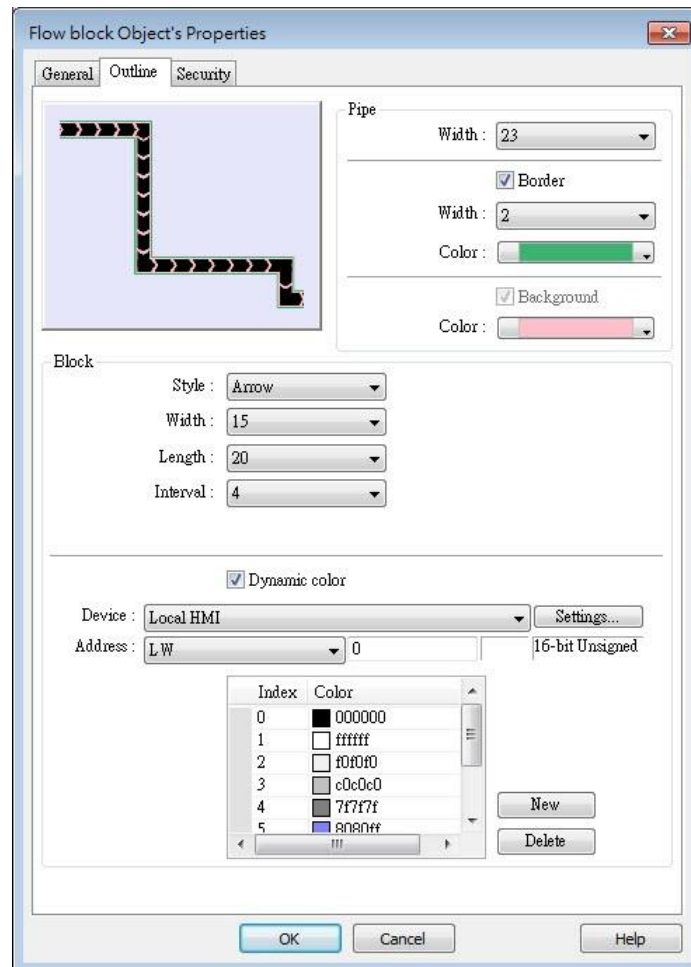 Flow block Object's Properties
General Outline Security
Pipe
Width : 23
Border
Width : 2
Color :
Background
Color :
Block
Style : Arrow
Width : 15
Length : 20
Interval : 4
Dynamic color
Device : Local HMI Settings...
Address : LW 0 16-bit Unsigned
Index Color
0 000000
1 ffffff
2 f0f0f0
3 c0c0c0
4 7f7f7f
5 8080ff
New
Delete
OK Cancel Help